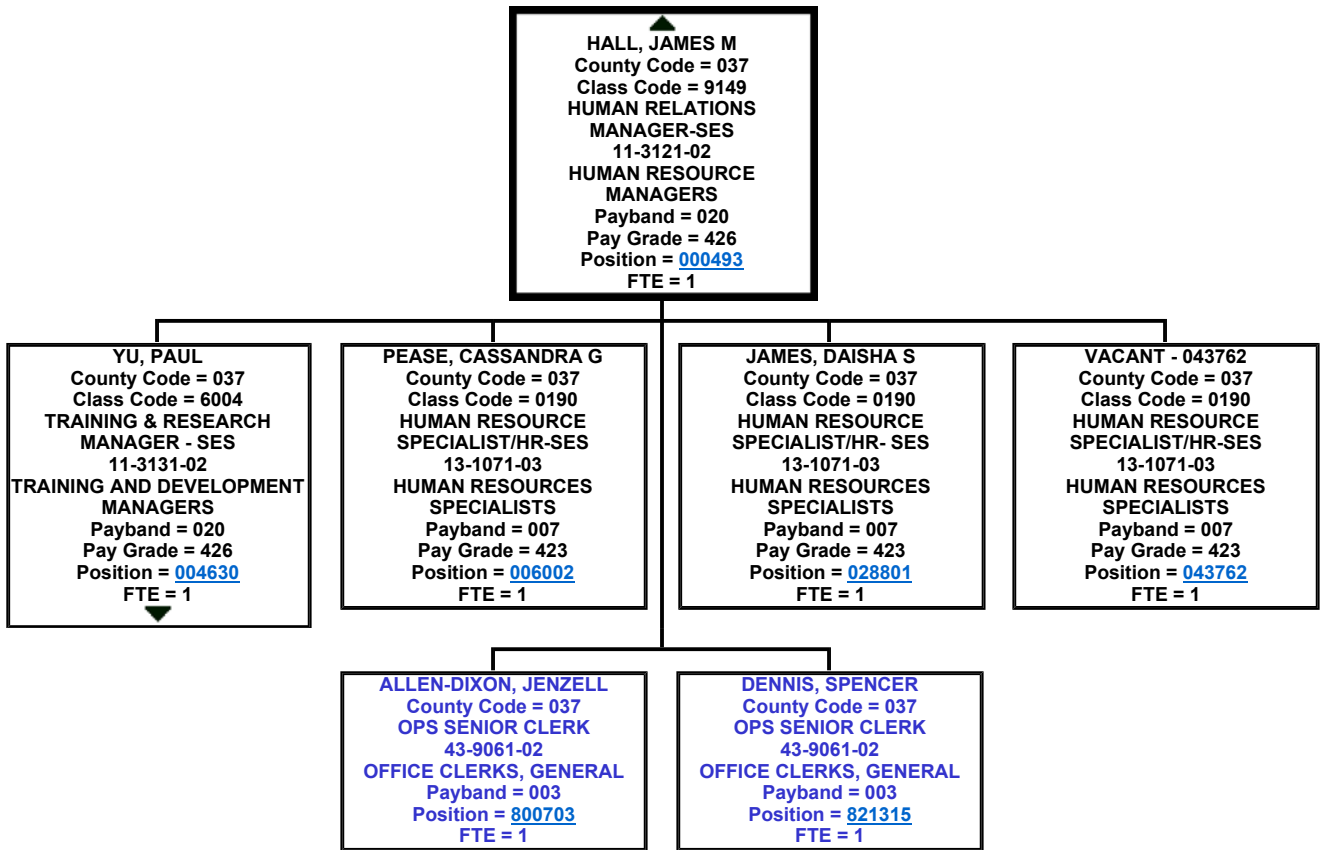 HALL, JAMES M
County Code = 037
Class Code = 9149
HUMAN RELATIONS
MANAGER-SES
11-3121-02
HUMAN RESOURCE
MANAGERS
Payband = 020
Pay Grade = 426
Position = 000493
FTE = 1
YU, PAUL
County Code = 037
Class Code = 6004
TRAINING & RESEARCH
MANAGER - SES
11-3131-02
TRAINING AND DEVELOPMENT
MANAGERS
Payband = 020
Pay Grade = 426
Position = 004630
FTE = 1
PEASE, CASSANDRA G
County Code = 037
Class Code = 0190
HUMAN RESOURCE
SPECIALIST/HR-SES
13-1071-03
HUMAN RESOURCES
SPECIALISTS
Payband = 007
Pay Grade = 423
Position = 006002
FTE = 1
JAMES, DAISHA S
County Code = 037
Class Code = 0190
HUMAN RESOURCE
SPECIALIST/HR- SES
13-1071-03
HUMAN RESOURCES
SPECIALISTS
Payband = 007
Pay Grade = 423
Position = 028801
FTE = 1
VACANT - 043762
County Code = 037
Class Code = 0190
HUMAN RESOURCE
SPECIALIST/HR-SES
13-1071-03
HUMAN RESOURCES
SPECIALISTS
Payband = 007
Pay Grade = 423
Position = 043762
FTE = 1
ALLEN-DIXON, JENZELL
County Code = 037
OPS SENIOR CLERK
43-9061-02
OFFICE CLERKS, GENERAL
Payband = 003
Position = 800703
FTE = 1
DENNIS, SPENCER
County Code = 037
OPS SENIOR CLERK
43-9061-02
OFFICE CLERKS, GENERAL
Payband = 003
Position = 821315
FTE = 1